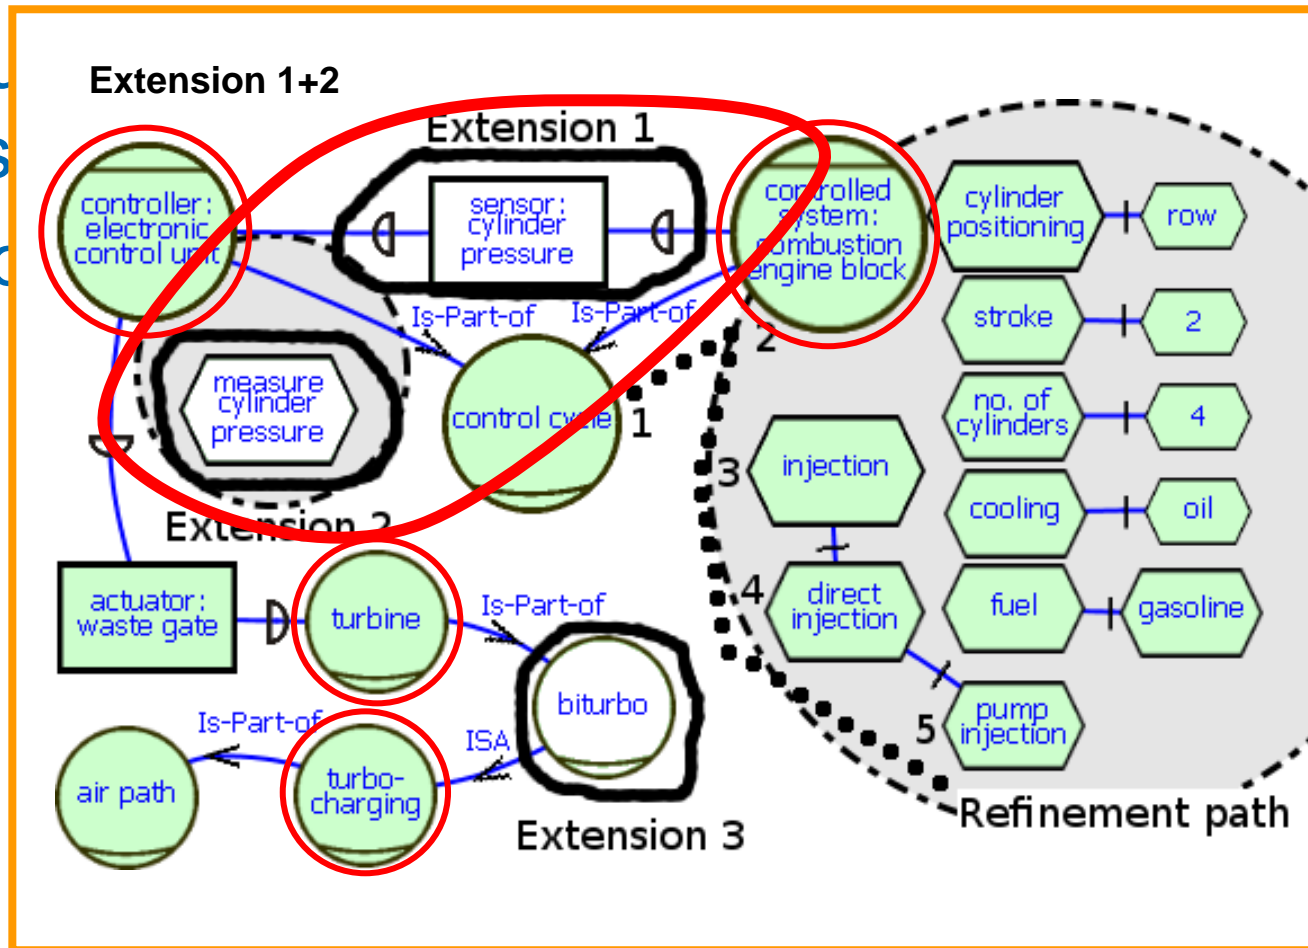 Extension 1+2
Extension 1
controller:
electronic
control unit
sensor:
cylinder
pressure
controlled
system:
combustion
engine block
cylinder
positioning
row
Is-Part-of
Is-Part-of
stroke
2
2
measure
cylinder
pressure
control cycle
1
no. of
cylinders
4
3
injection
cooling
oil
Extension 2
actuator:
waste gate
turbine
Is-Part-of
4
direct
injection
fuel
gasoline
biturbo
Is-Part-of
ISA
5
pump
injection
air path
turbo-
charging
Extension 3
Refinement path